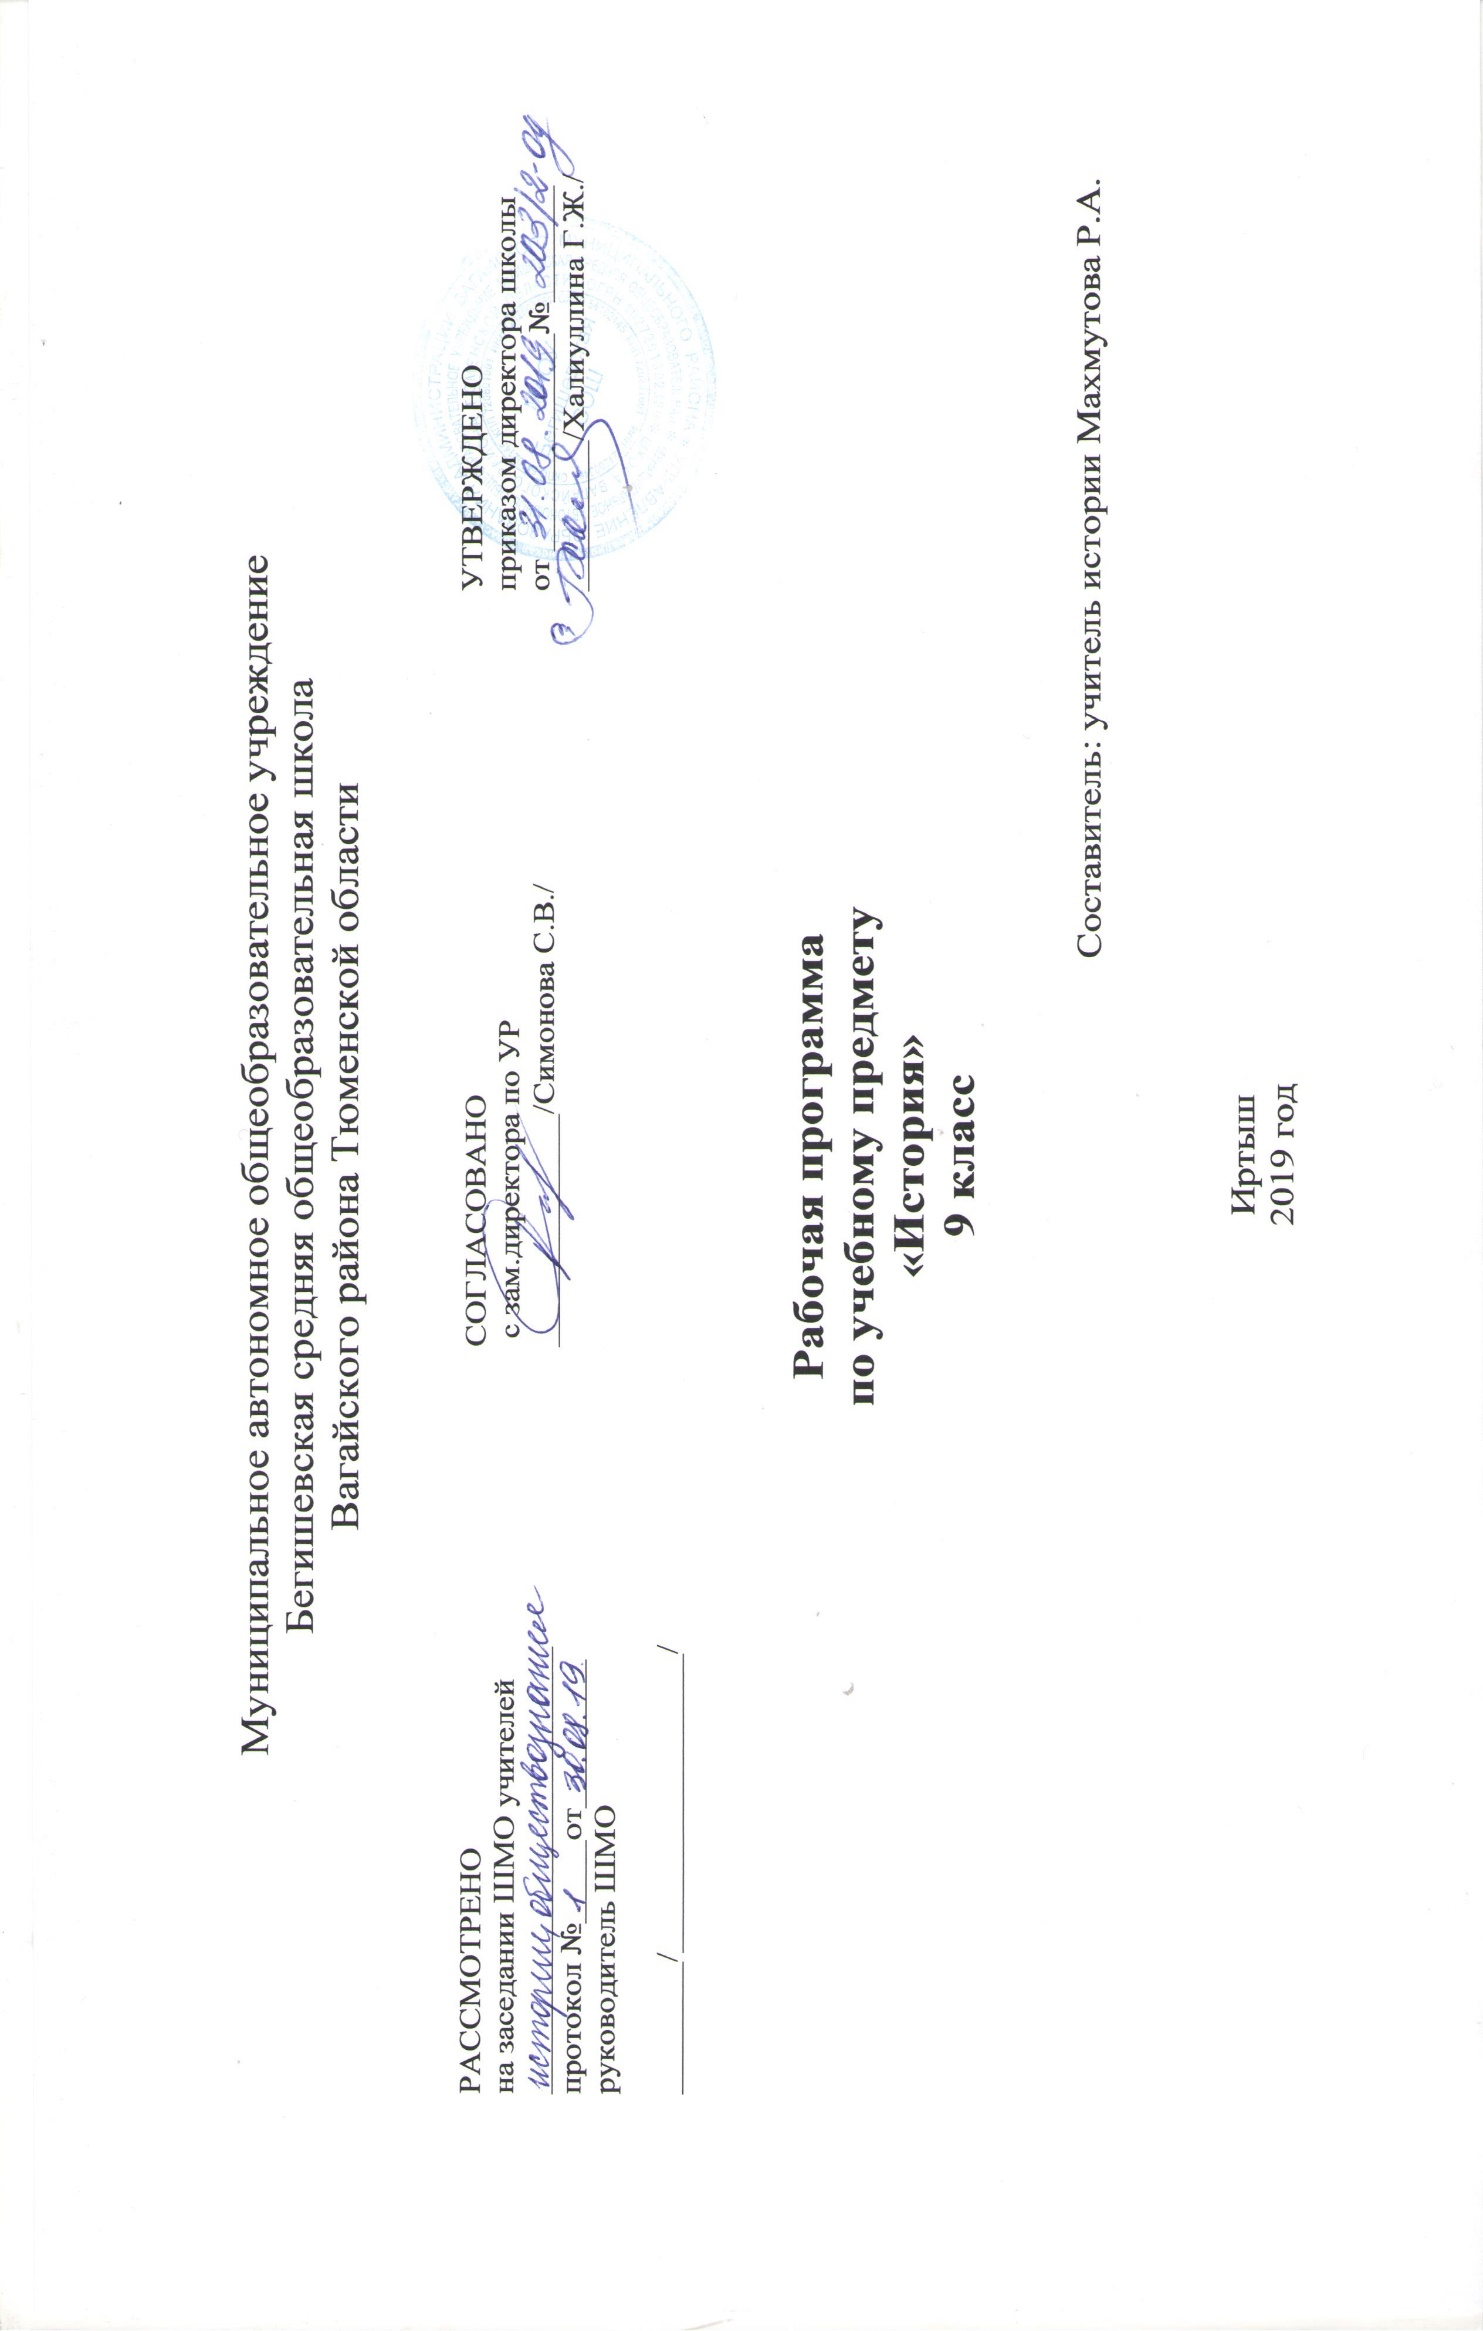 Муниципальное автономное общеобразовательное учреждение
Бегишевская средняя общеобразовательная школа
Вагайского района Тюменской области
РАССМОТРЕНО
на заседании ШМО учителей
истории, обществознание
протокол № 1 от 30.08.19
руководитель ШМО
/ /
СОГЛАСОВАНО
с зам.директора по УР
/Симонова С.В./
УТВЕРЖДЕНО
приказом директора школы
от 31.08.2019 № 203/2-од
/Халиуллина Г.Ж./
Рабочая программа
по учебному предмету
«История»
9 класс
Составитель: учитель истории Махмутова Р.А.
Иртыш
2019 год